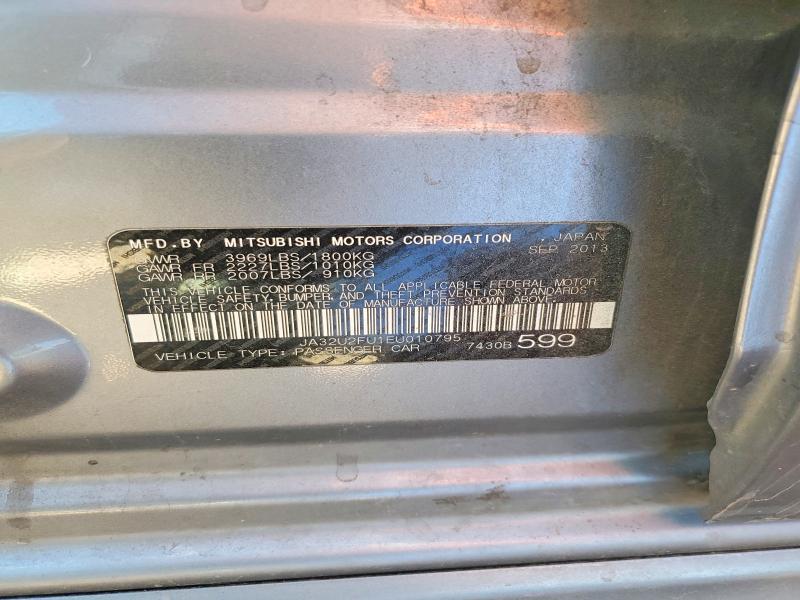 MFD.BY MITSUBISHI MOTORS CORPORATION , JAPAN
GVWR 3969LBS/1800KG SEP 2013
GAWR FR 2227LBS/1010KG
GAWR RR 2007LBS/ 910KG
THIS VEHICLE CONFORMS TO ALL APPLICABLE FEDERAL MOTOR
VEHICLE SAFETY, BUMPER, AND THEFT PREVENTION STANDARDS
IN EFFECT ON THE DATE OF MANUFACTURE SHOWN ABOVE.
JA32U2FU1EU010795
VEHICLE TYPE: PASSENGER CAR 7430B 599